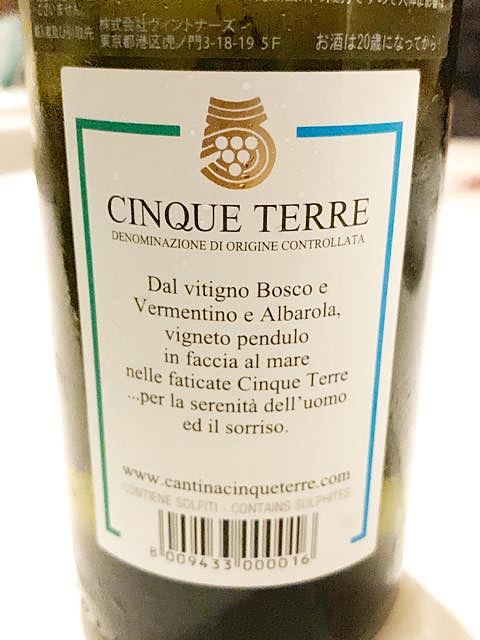 株式会社ヴィントナーズ
東京都港区虎ノ門3-18-19 5F
お酒は20歳になってから
CINQUE TERRE
DENOMINAZIONE DI ORIGINE CONTROLLATA
Dal vitigno Bosco e
Vermentino e Albarola,
vigneto pendulo
in faccia al mare
nelle faticate Cinque Terre
...per la serenità dell'uomo
ed il sorriso.
www.cantinacinqueterre.com
CONTIENE SOLFITI - CONTAINS SULPHITES
8 009433 000016